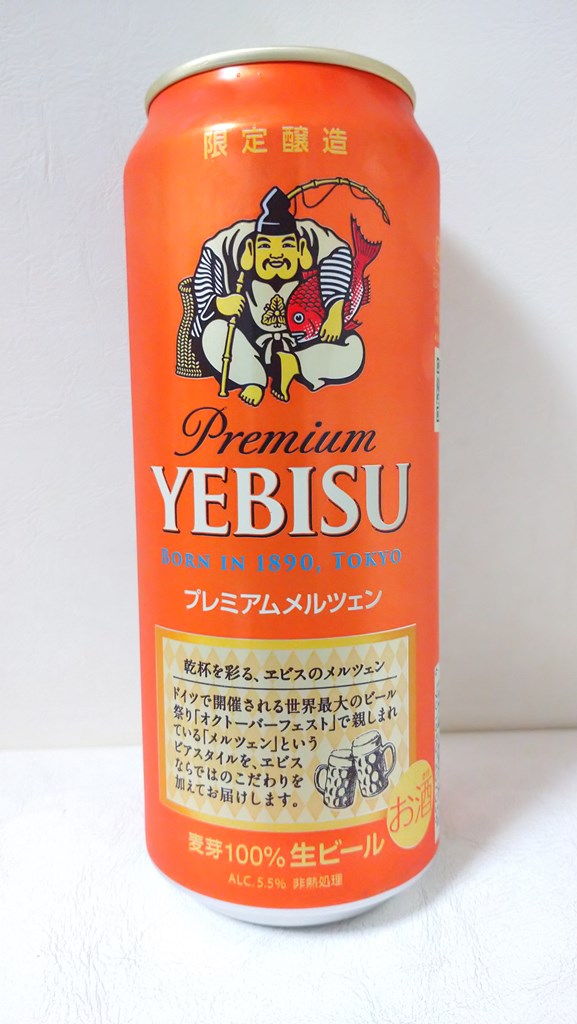 限定醸造
Premium
YEBISU
BORN IN 1890, TOKYO
プレミアムメルツェン
乾杯を彩る、ヱビスのメルツェン
ドイツで開催される世界最大のビール
祭り「オクトーバーフェスト」で親しまれ
ている「メルツェン」という
ビアスタイルを、ヱビス
ならではのこだわりを
加えてお届けします。
お酒
麦芽100% 生ビール
ALC.5.5% 非熱処理